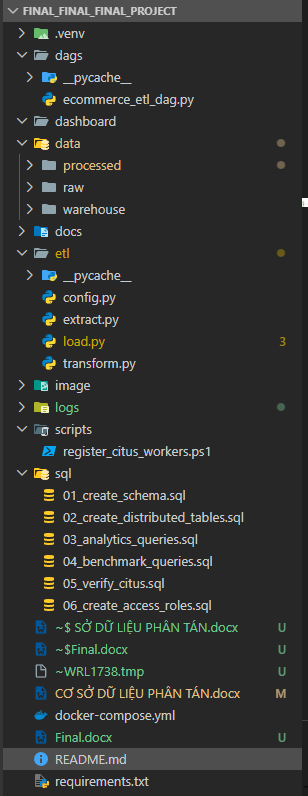 FINAL_FINAL_FINAL_PROJECT
.venv
dags
__pycache__
ecommerce_etl_dag.py
dashboard
data
processed
raw
warehouse
docs
etl
__pycache__
config.py
extract.py
load.py 3
transform.py
image
logs
scripts
register_citus_workers.ps1
sql
01_create_schema.sql
02_create_distributed_tables.sql
03_analytics_queries.sql
04_benchmark_queries.sql
05_verify_citus.sql
06_create_access_roles.sql
~$ SỞ DỮ LIỆU PHÂN TÁN.docx U
~$Final.docx U
~WRL1738.tmp U
CƠ SỞ DỮ LIỆU PHÂN TÁN.docx M
docker-compose.yml
Final.docx U
README.md
requirements.txt